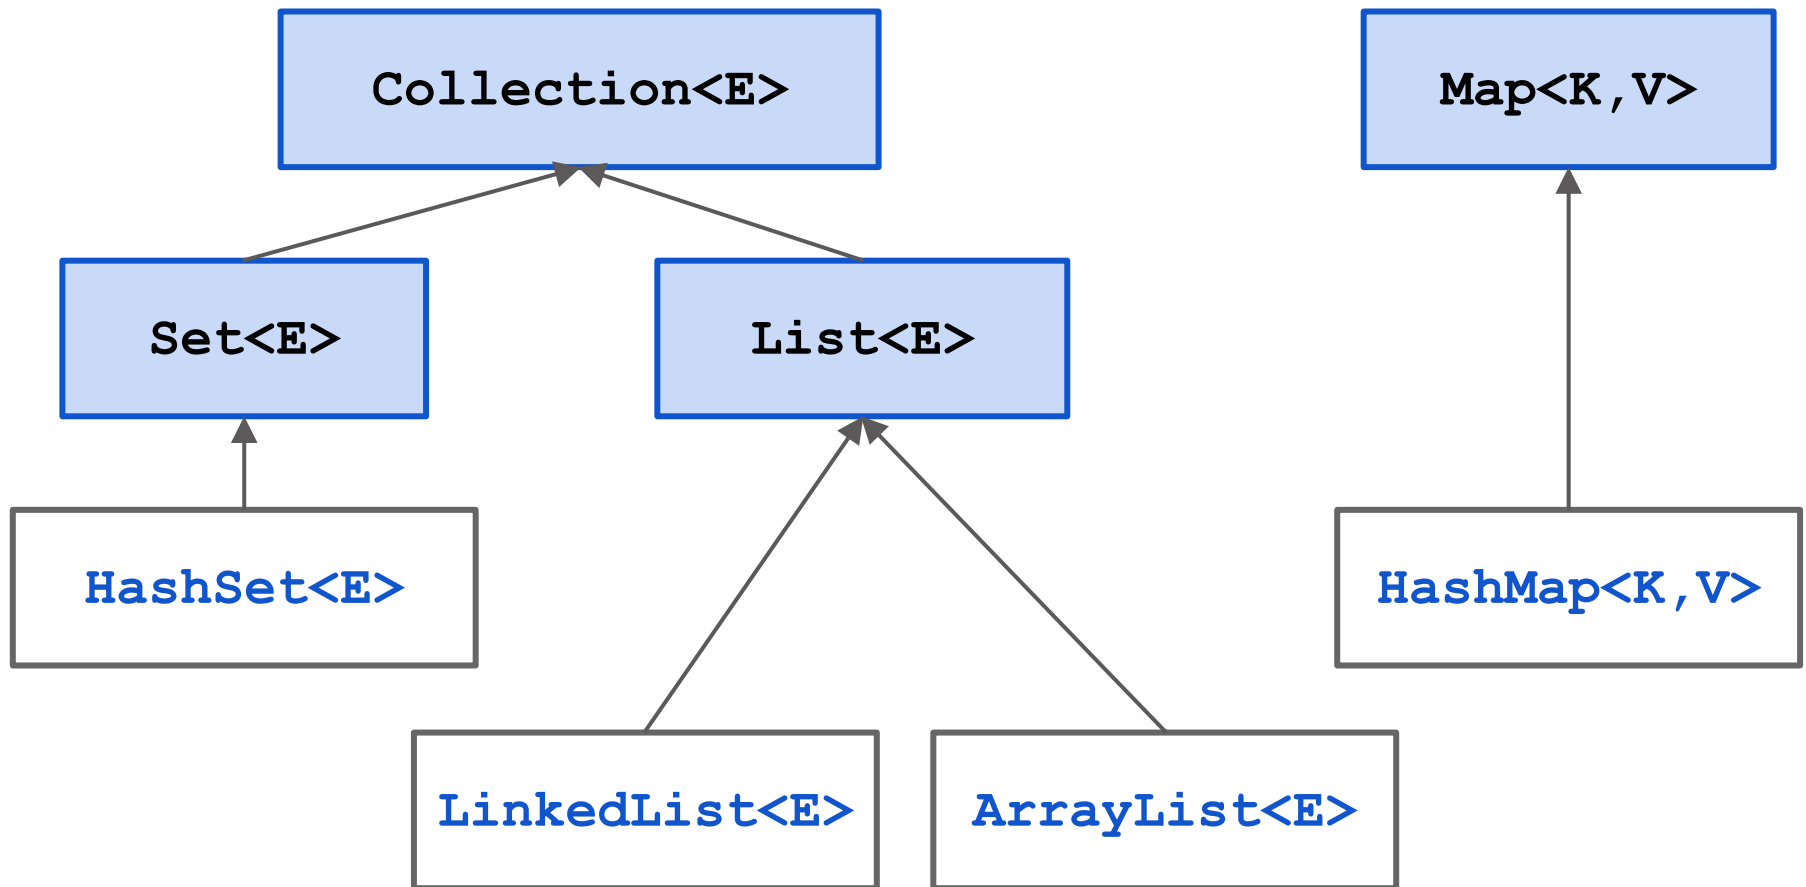 Collection<E>
Map<K,V>
Set<E>
List<E>
HashSet<E>
HashMap<K,V>
LinkedList<E>
ArrayList<E>